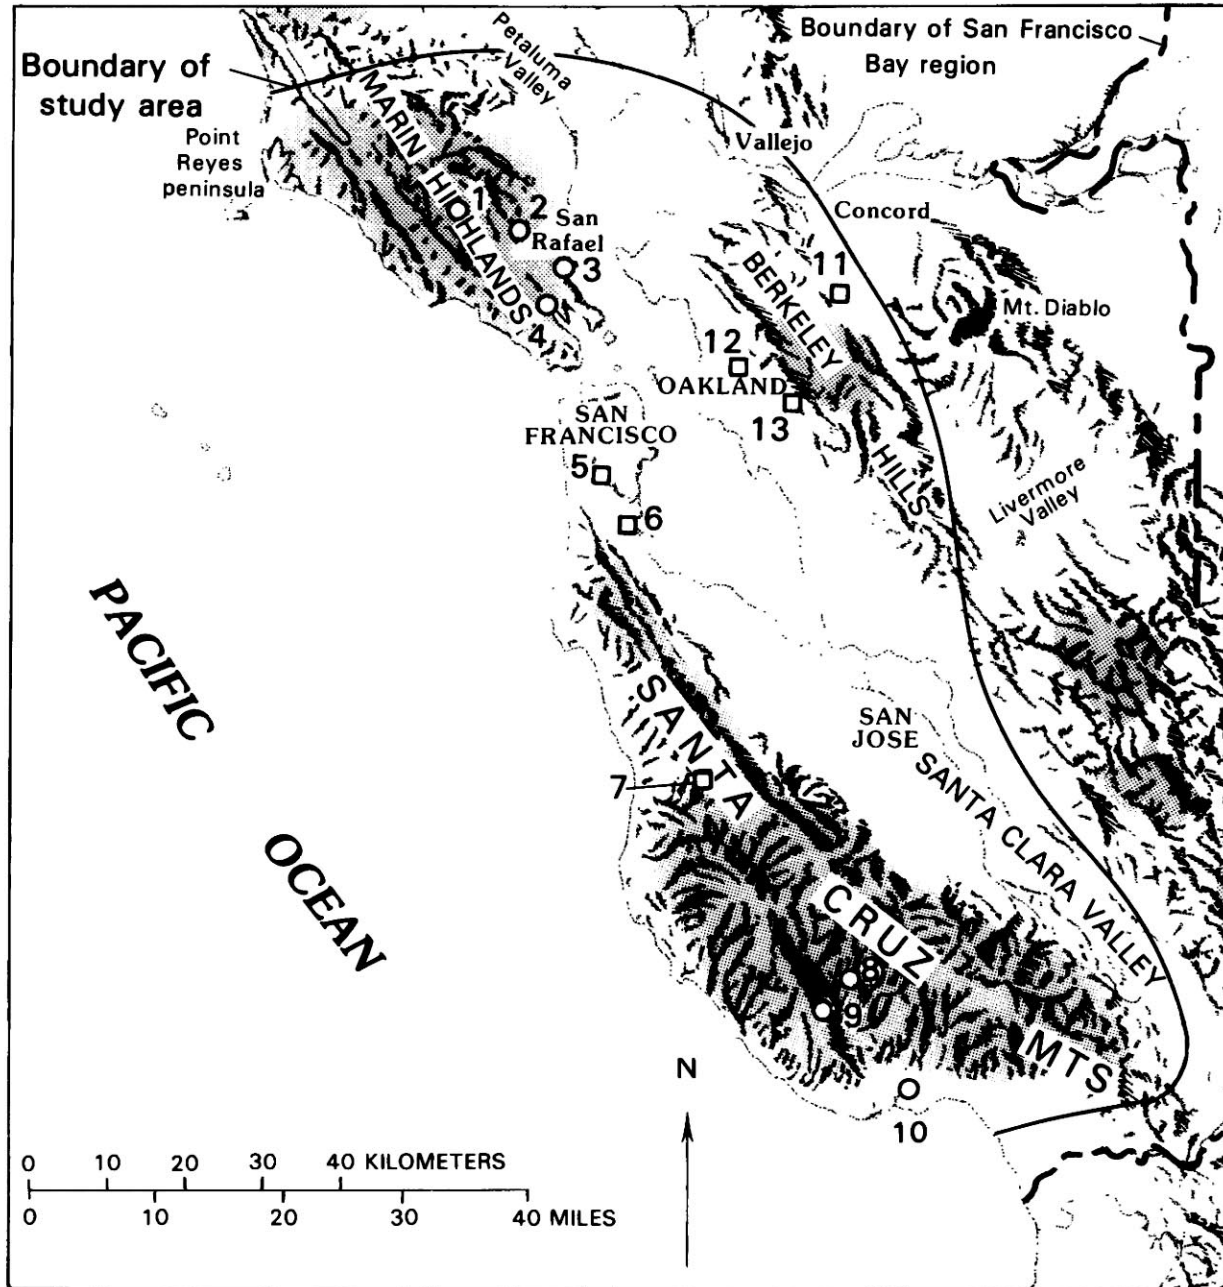 Boundary of
study area
Petaluma
Valley
Boundary of San Francisco
Bay region
Point
Reyes
peninsula
MARIN HIGHLANDS
Vallejo
Concord
1
2
San
Rafael
3
4
BERKELEY
HILLS
11
Mt. Diablo
12
OAKLAND
13
SAN
FRANCISCO
5
6
Livermore
Valley
PACIFIC
OCEAN
SANTA
CRUZ
MTS
7
SAN
JOSE
SANTA CLARA VALLEY
8
9
10
N
0 10 20 30 40 KILOMETERS
0 10 20 30 40 MILES